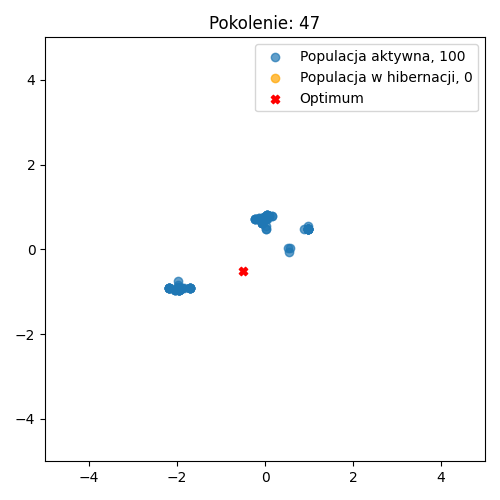 Pokolenie: 47
Populacja aktywna, 100
Populacja w hibernacji, 0
Optimum
4
2
0
−2
−4
−4 −2 0 2 4